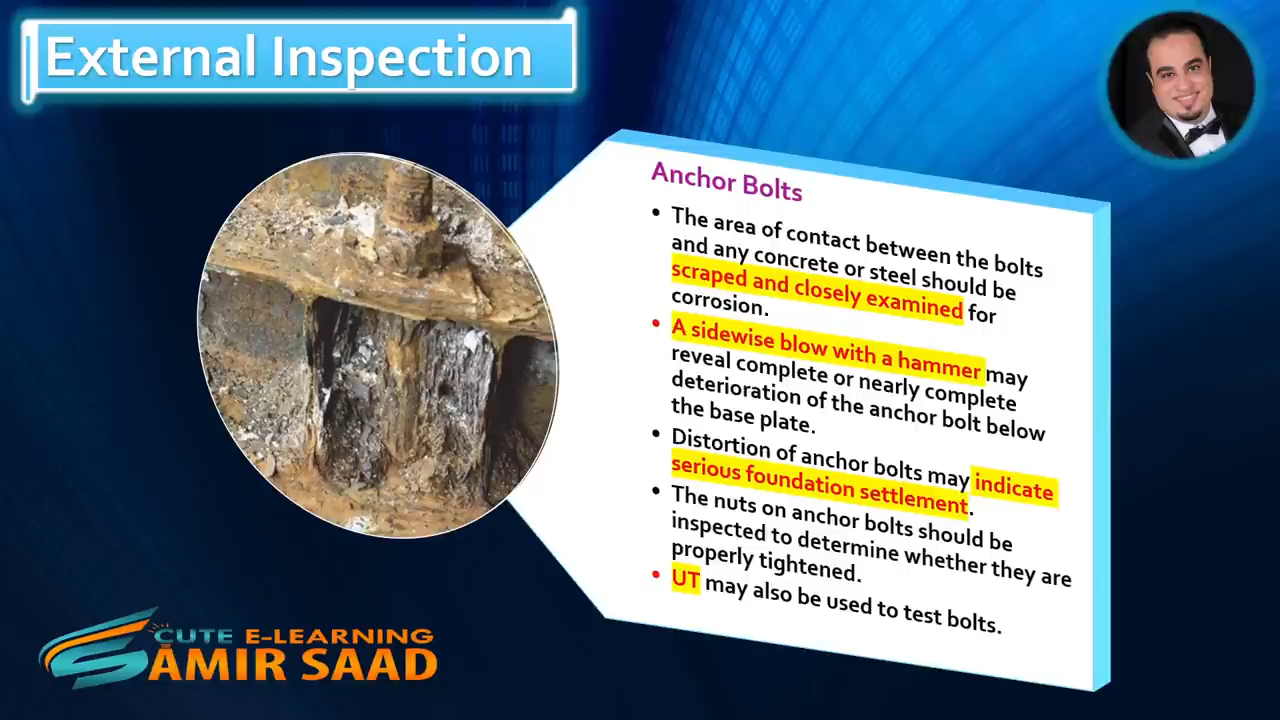 External Inspection
Anchor Bolts
• The area of contact between the bolts
and any concrete or steel should be
scraped and closely examined for
corrosion.
• A sidewise blow with a hammer may
reveal complete or nearly complete
deterioration of the anchor bolt below
the base plate.
• Distortion of anchor bolts may indicate
serious foundation settlement.
• The nuts on anchor bolts should be
inspected to determine whether they are
properly tightened.
• UT may also be used to test bolts.
CUTE E-LEARNING
AMIR SAAD